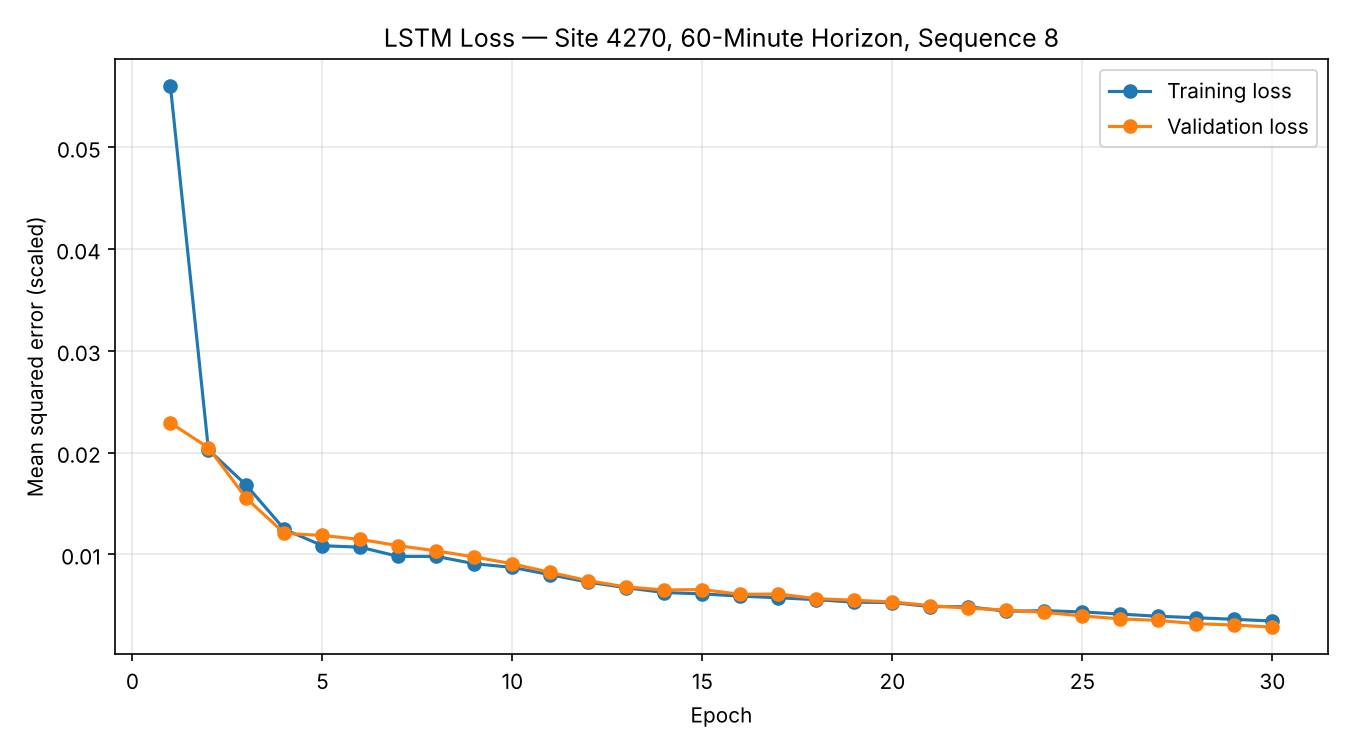 LSTM Loss — Site 4270, 60-Minute Horizon, Sequence 8
Training loss
Validation loss
Mean squared error (scaled)
0.05
0.04
0.03
0.02
0.01
0 5 10 15 20 25 30
Epoch